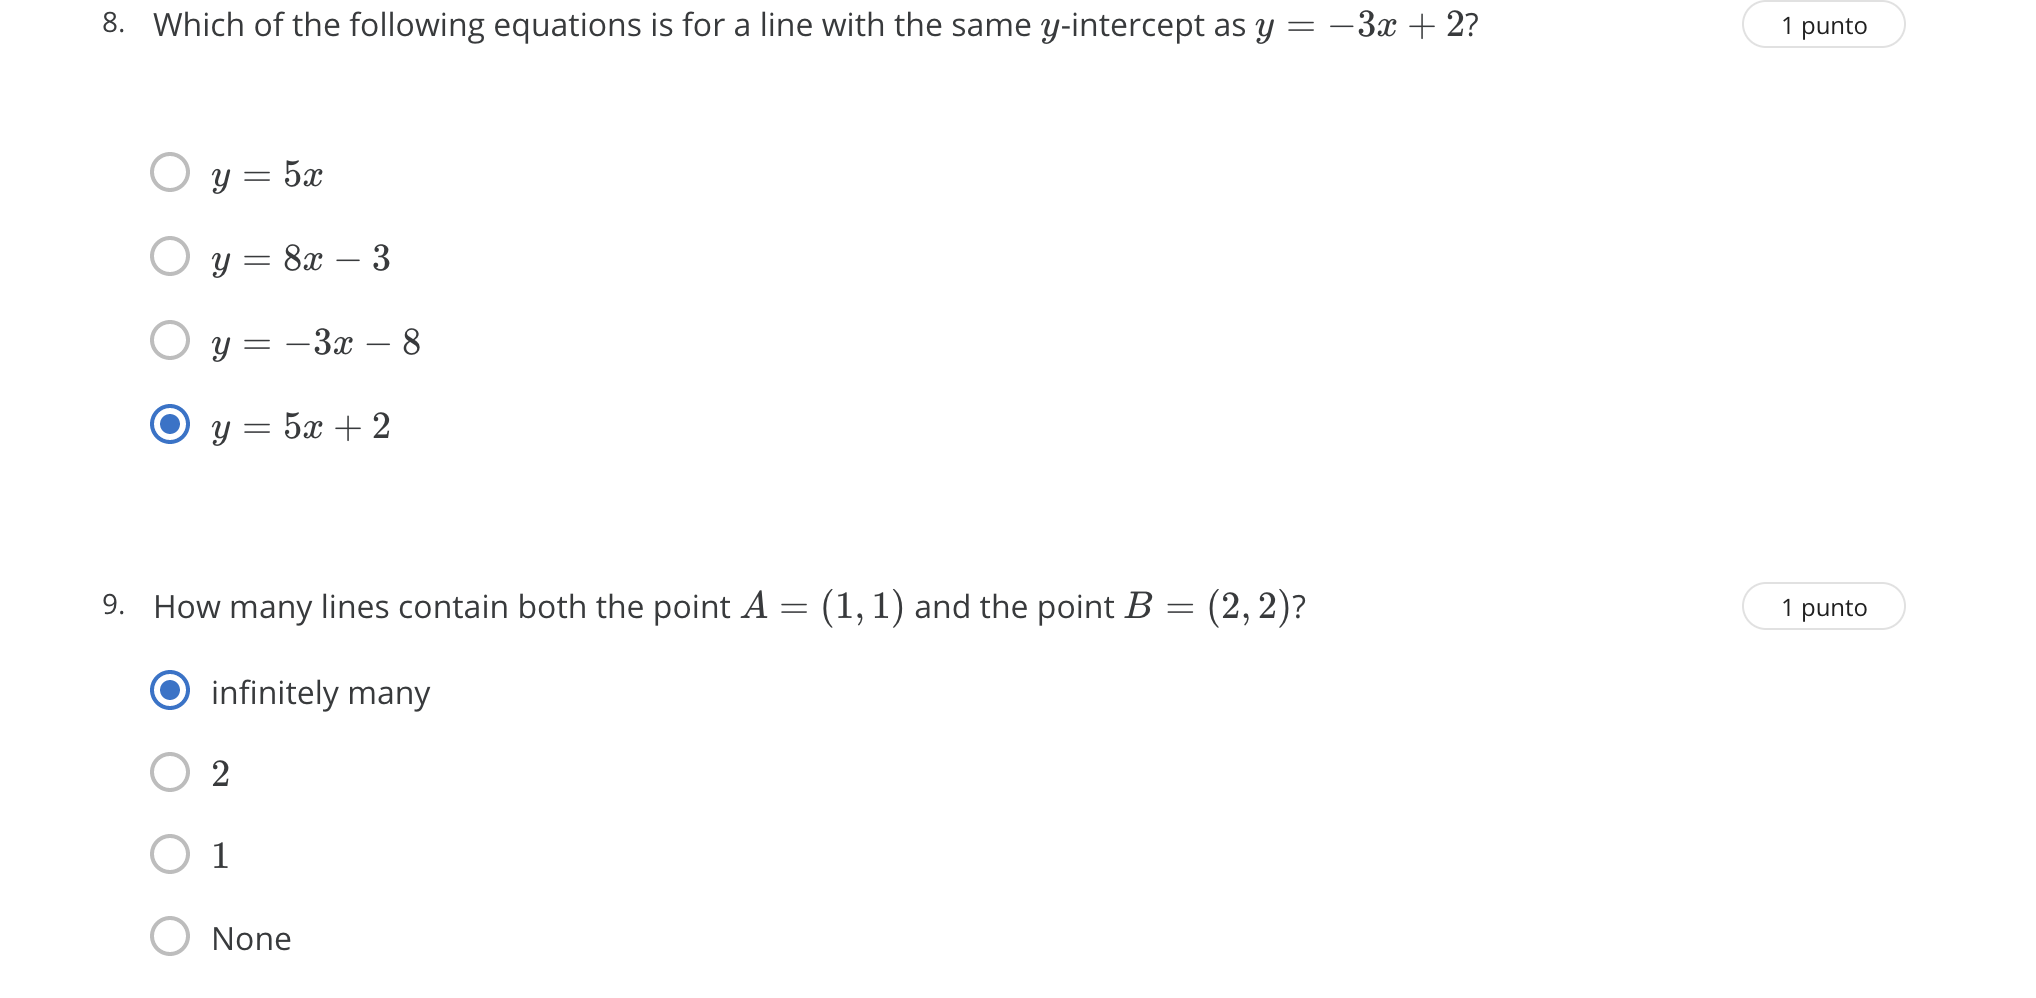 8. Which of the following equations is for a line with the same y-intercept as y = −3x + 2? 1 punto
y = 5x
y = 8x − 3
y = −3x − 8
y = 5x + 2
9. How many lines contain both the point A = (1, 1) and the point B = (2, 2)? 1 punto
infinitely many
2
1
None